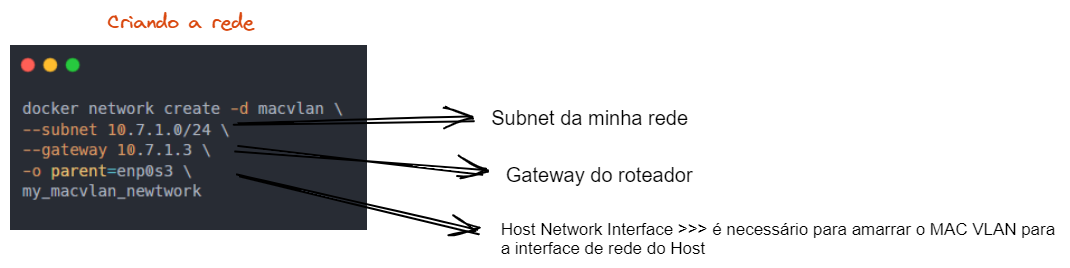 Criando a rede
docker network create -d macvlan \
--subnet 10.7.1.0/24 \
--gateway 10.7.1.3 \
-o parent=enp0s3 \
my_macvlan_newtwork
Subnet da minha rede
Gateway do roteador
Host Network Interface >>> é necessário para amarrar o MAC VLAN para
a interface de rede do Host